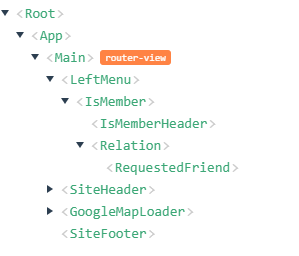 <Root>
<App>
<Main> router-view
<LeftMenu>
<IsMember>
<IsMemberHeader>
<Relation>
<RequestedFriend>
<SiteHeader>
<GoogleMapLoader>
<SiteFooter>